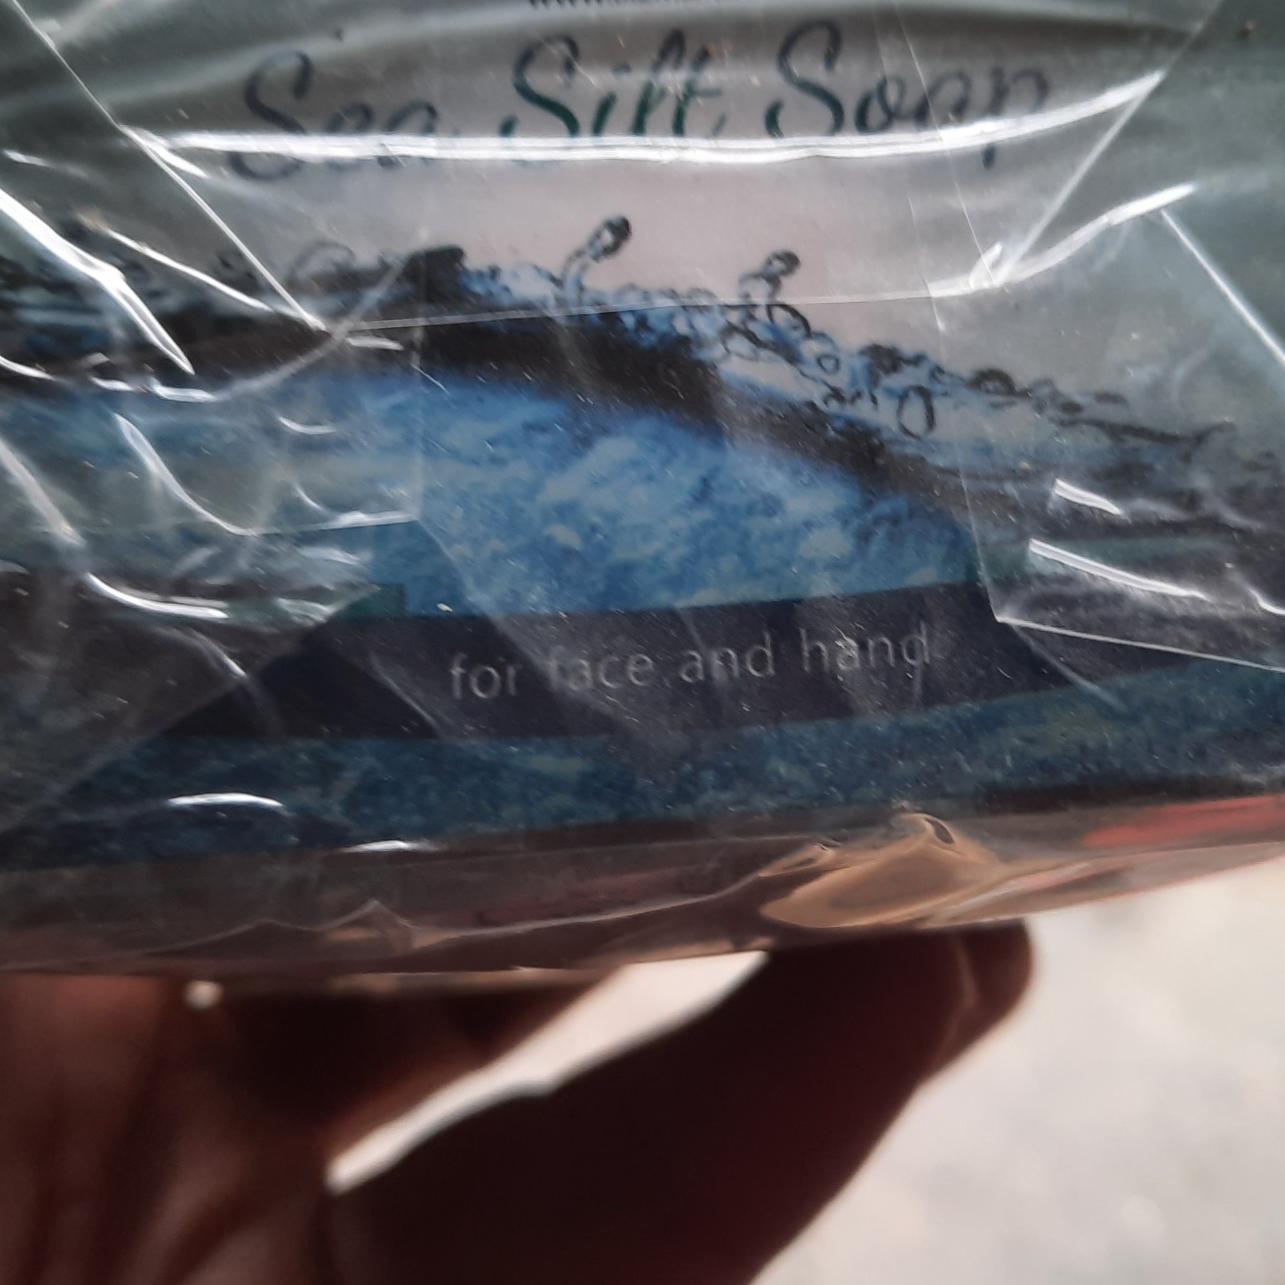 Sea Silt Soap
for face and hand